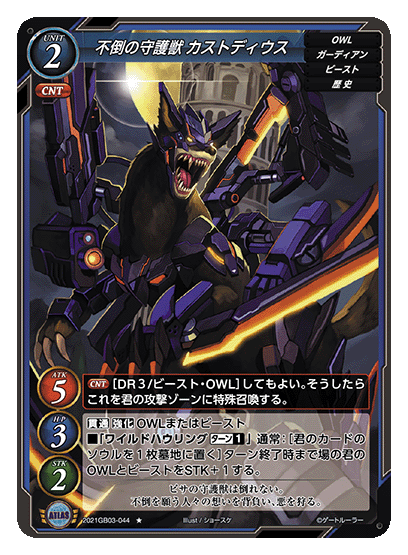 UNIT
2
CNT
不倒の守護獣 カストディウス
OWL
ガーディアン
ビースト
歴史
ATK
5
CNT [DR3/ビースト・OWL]してもよい。そうしたら
これを君の攻撃ゾーンに特殊召喚する。
H P
3
貫通 強化 OWLまたはビースト
■「ワイルドハウリング ターン1」通常：[君のカードの
ソウルを1枚墓地に置く]ターン終了時まで場の君の
OWLとビーストをSTK＋1する。
STK
2
ピサの守護獣は倒れない。
不倒を願う人々の想いを背負い、悪を狩る。
ATLAS
2021GB03-044 ★ Illust / ショースケ ©ゲートルーラー